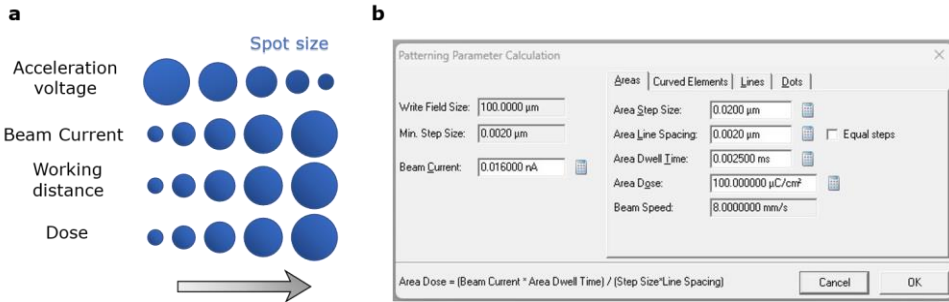 a
Spot size
Acceleration
voltage
Beam Current
Working
distance
Dose
b
Patterning Parameter Calculation
Write Field Size: 100.0000 µm
Min. Step Size: 0.0020 µm
Beam Current: 0.016000 nA
Areas Curved Elements Lines Dots
Area Step Size: 0.0200 µm
Area Line Spacing: 0.0020 µm Equal steps
Area Dwell Time: 0.002500 ms
Area Dose: 100.000000 µC/cm²
Beam Speed: 8.0000000 mm/s
Area Dose = (Beam Current * Area Dwell Time) / (Step Size*Line Spacing)
Cancel OK